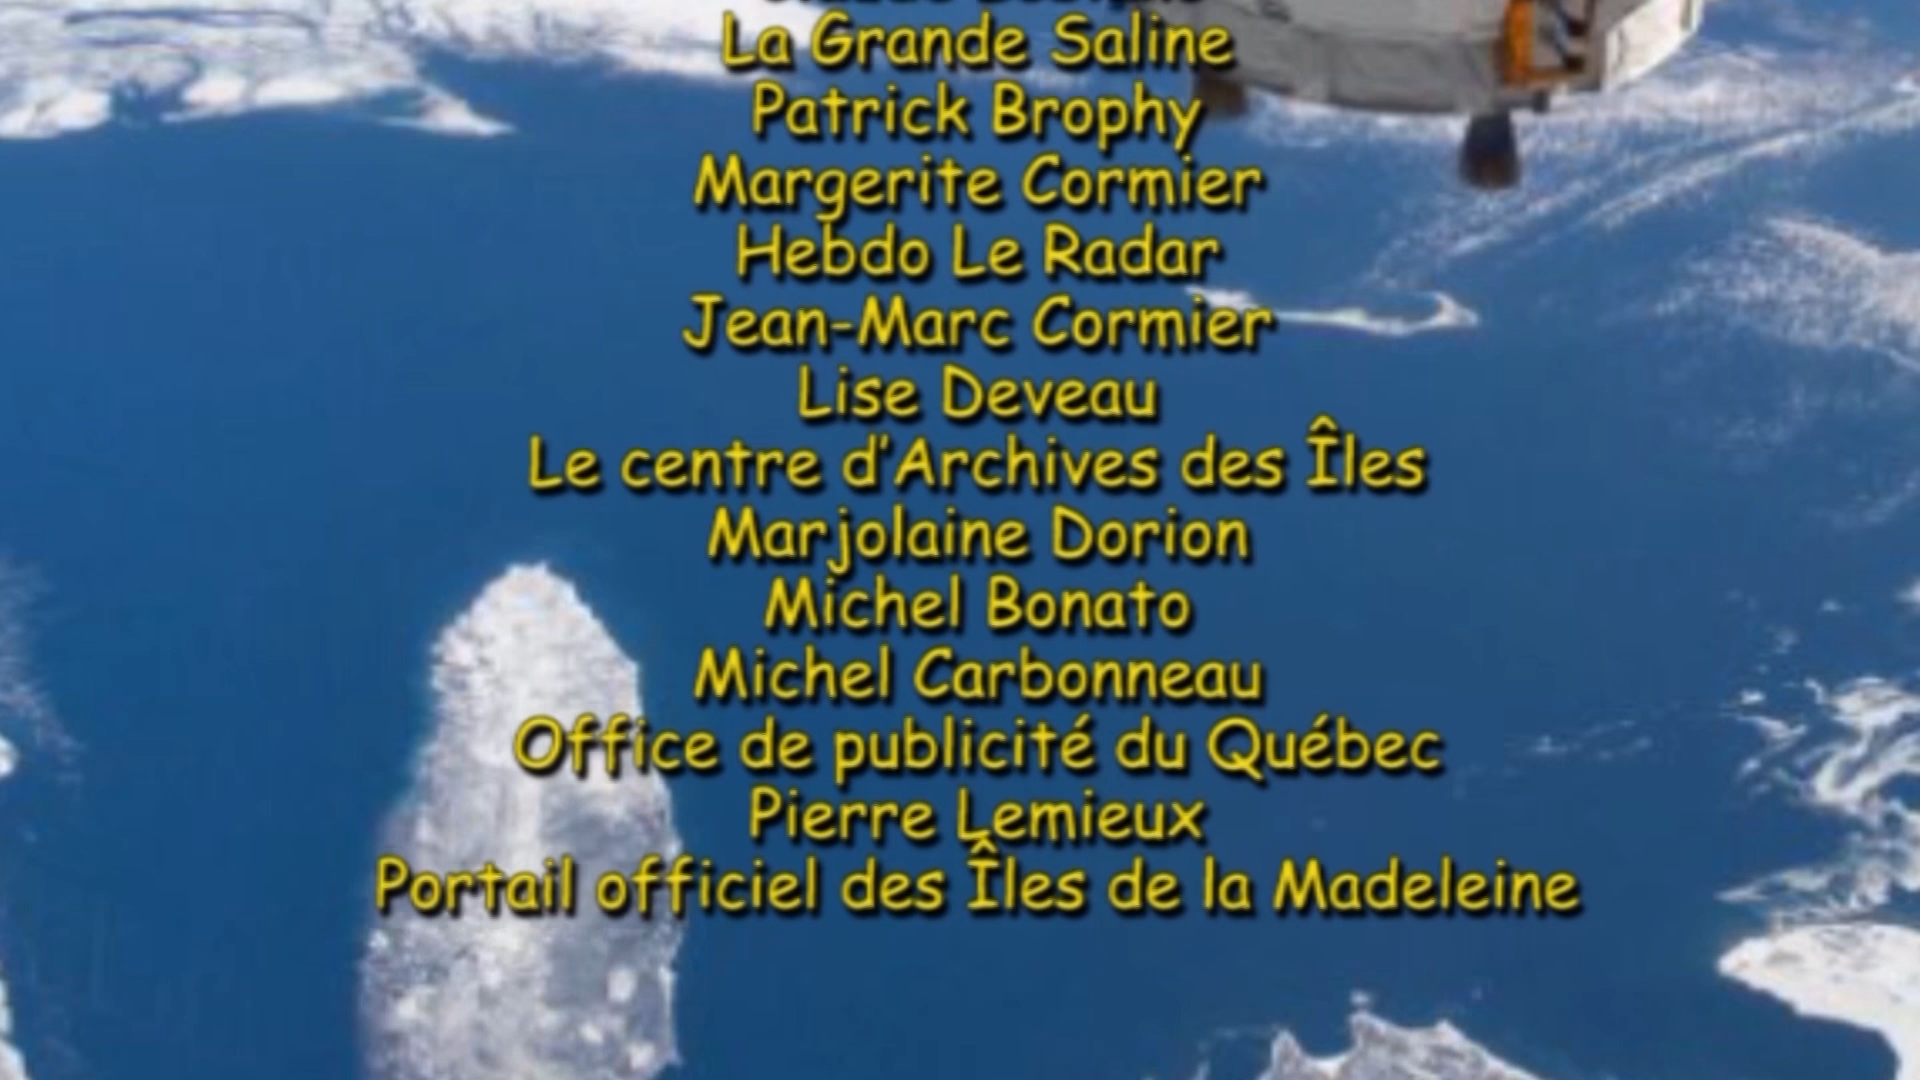 La Grande Saline
Patrick Brophy
Margerite Cormier
Hebdo Le Radar
Jean-Marc Cormier
Lise Deveau
Le centre d'Archives des Îles
Marjolaine Dorion
Michel Bonato
Michel Carbonneau
Office de publicité du Québec
Pierre Lemieux
Portail officiel des Îles de la Madeleine